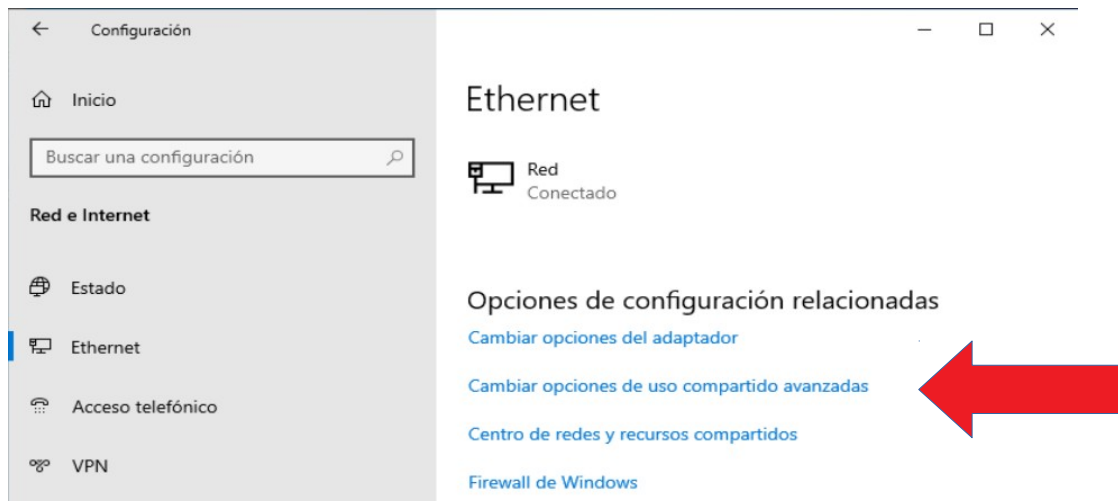 Configuración
Inicio
Buscar una configuración
Red e Internet
Estado
Ethernet
Acceso telefónico
VPN
Ethernet
Red
Conectado
Opciones de configuración relacionadas
Cambiar opciones del adaptador
Cambiar opciones de uso compartido avanzadas
Centro de redes y recursos compartidos
Firewall de Windows